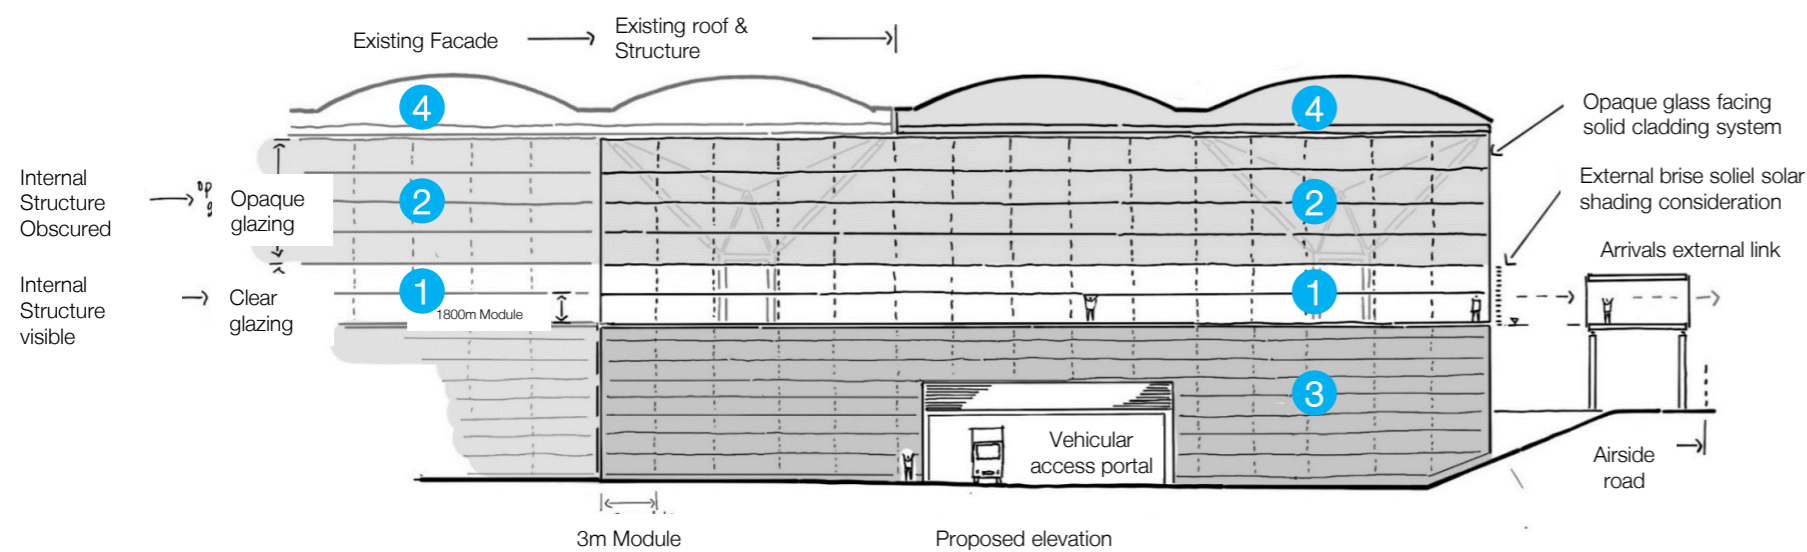 Existing Facade
Existing roof &
Structure
4
4
Opaque glass facing
solid cladding system
Internal
Structure
Obscured
Opaque
glazing
2
2
External brise soliel solar
shading consideration
Arrivals external link
Internal
Structure
visible
Clear
glazing
1
1800m Module
1
3
Vehicular
access portal
Airside
road
3m Module
Proposed elevation